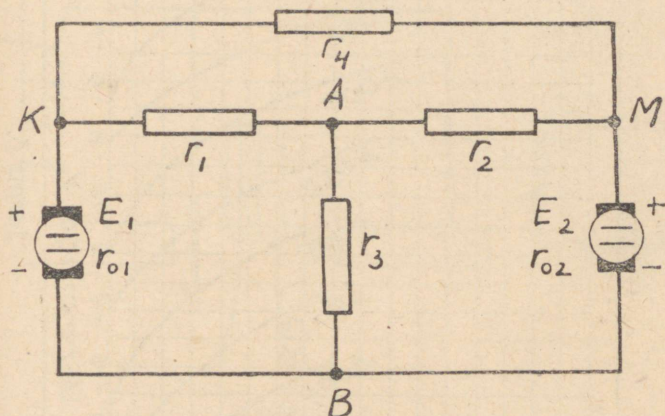 r₄
K A M
r₁ r₂
+ E₁ r₃ E₂ +
- r₀₁ r₀₂ -
B